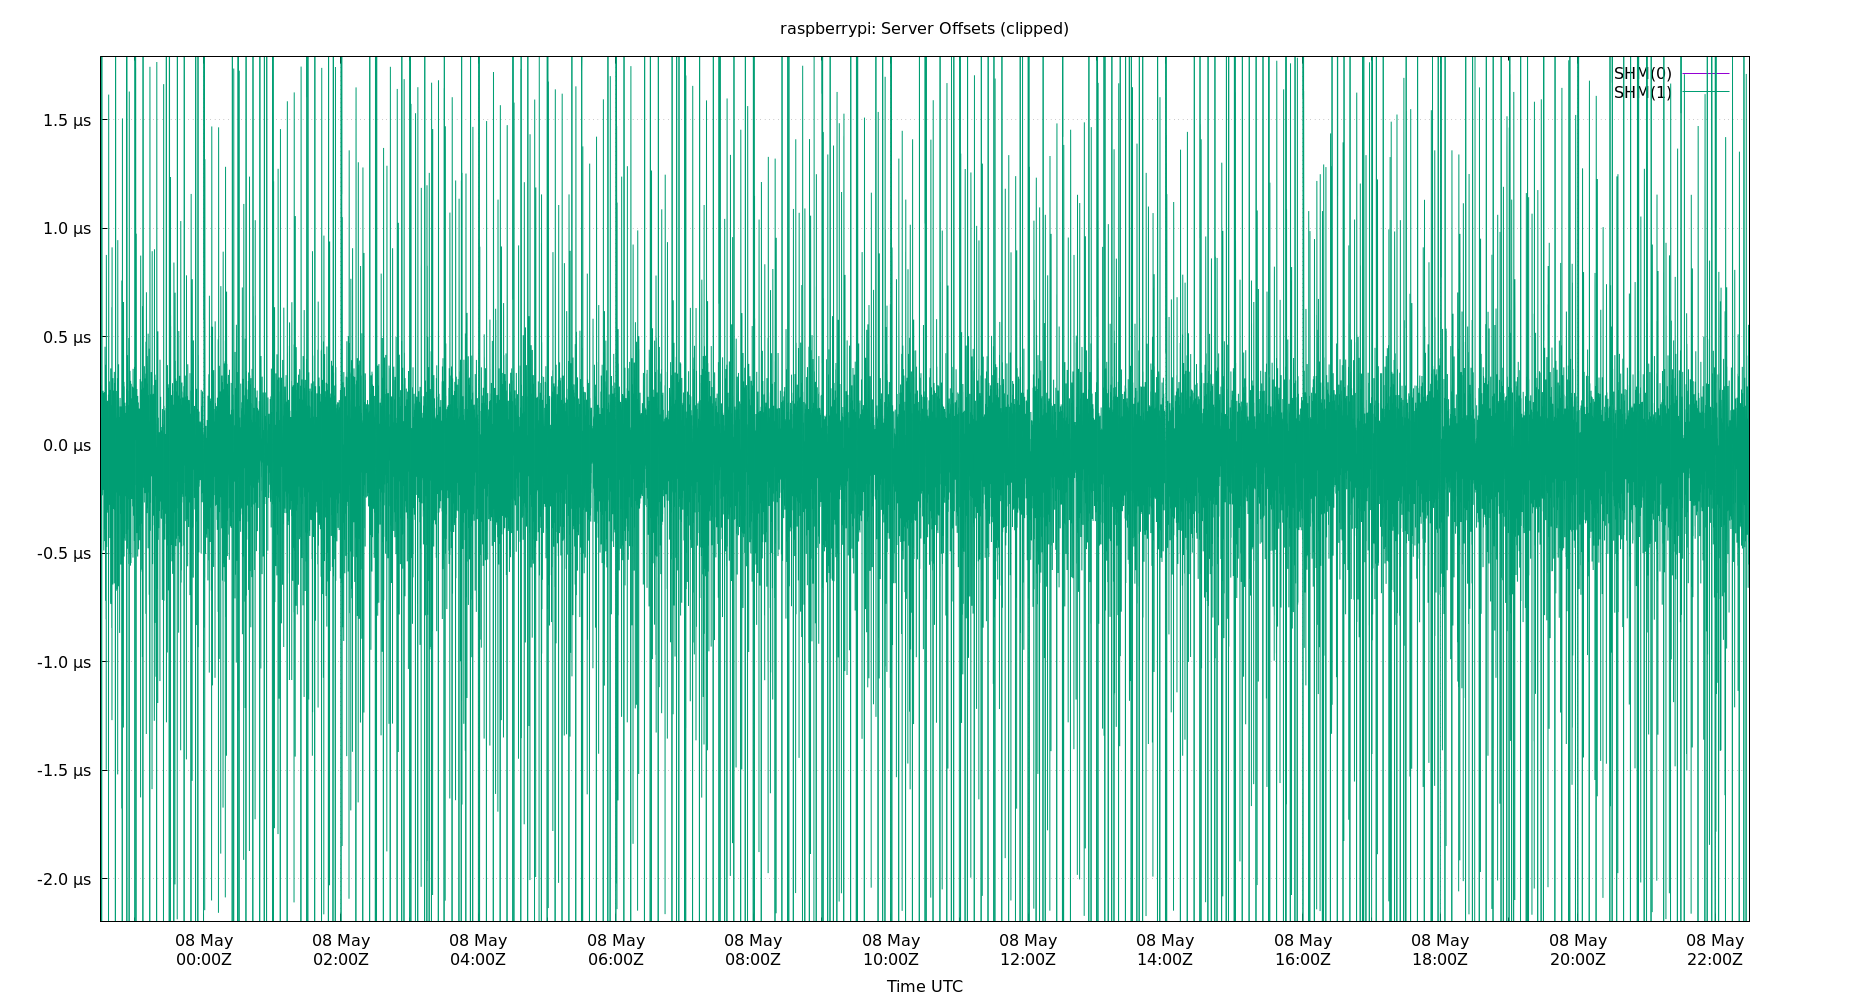 raspberrypi: Server Offsets (clipped)
SHM(0)
SHM(1)
1.5 µs
1.0 µs
0.5 µs
0.0 µs
-0.5 µs
-1.0 µs
-1.5 µs
-2.0 µs
08 May 08 May 08 May 08 May 08 May 08 May 08 May 08 May 08 May 08 May 08 May 08 May
00:00Z 02:00Z 04:00Z 06:00Z 08:00Z 10:00Z 12:00Z 14:00Z 16:00Z 18:00Z 20:00Z 22:00Z
Time UTC